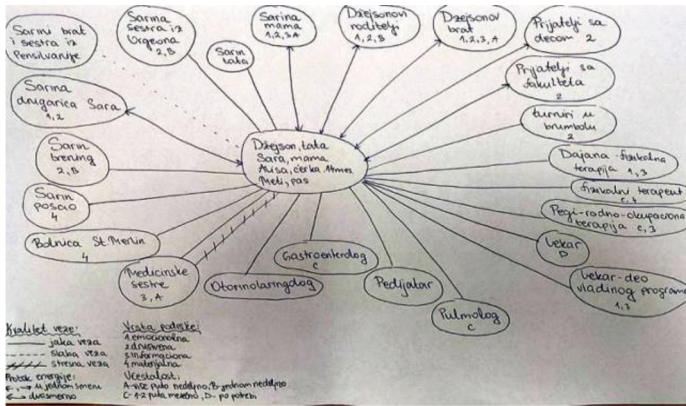 Sarini brat
i sestra iz
Pensilvanije
Sarina
sestra iz
Oregona
2,B
Sarin
tata
Sarina
mama
1,2,3A
Džejsonovi
roditelji
1,2,B
Džejsonov
brat
1,2,3,A
Prijatelji sa
decom 2
Prijatelji sa
fakulteta
2
turniri u
brumbolu
2
Sarina
drugarica Sara
1,2
Sarin
trening
2,B
Sarin
posao
4
Bolnica St. Merlin
4
Medicinske
sestre
3,A
Džejson, tata
Sara, mama
Alisa, ćerka, 14mes
Meti, pas
Dajana-fizikalna
terapija 1,3
fizikalni terapeut
C,4
Pegi-radno-okupaciona
terapija C,3
Lekar
D
Lekar-deo
vladinog programa
1,3
Otorinolaringolog
Gastroenterolog
C
Pedijatar
Pulmolog
C
Kvalitet veze:
jaka veza
slaba veza
stresna veza
Protok energije:
u jednom smeru
dvosmerno
Vrsta podrške:
1.emocionalna
2.društvena
3.informaciona
4.materijalna
Učestalost:
A-više puta nedeljno, B-jednom nedeljno
C-1-2 puta mesečno, D- po potrebi